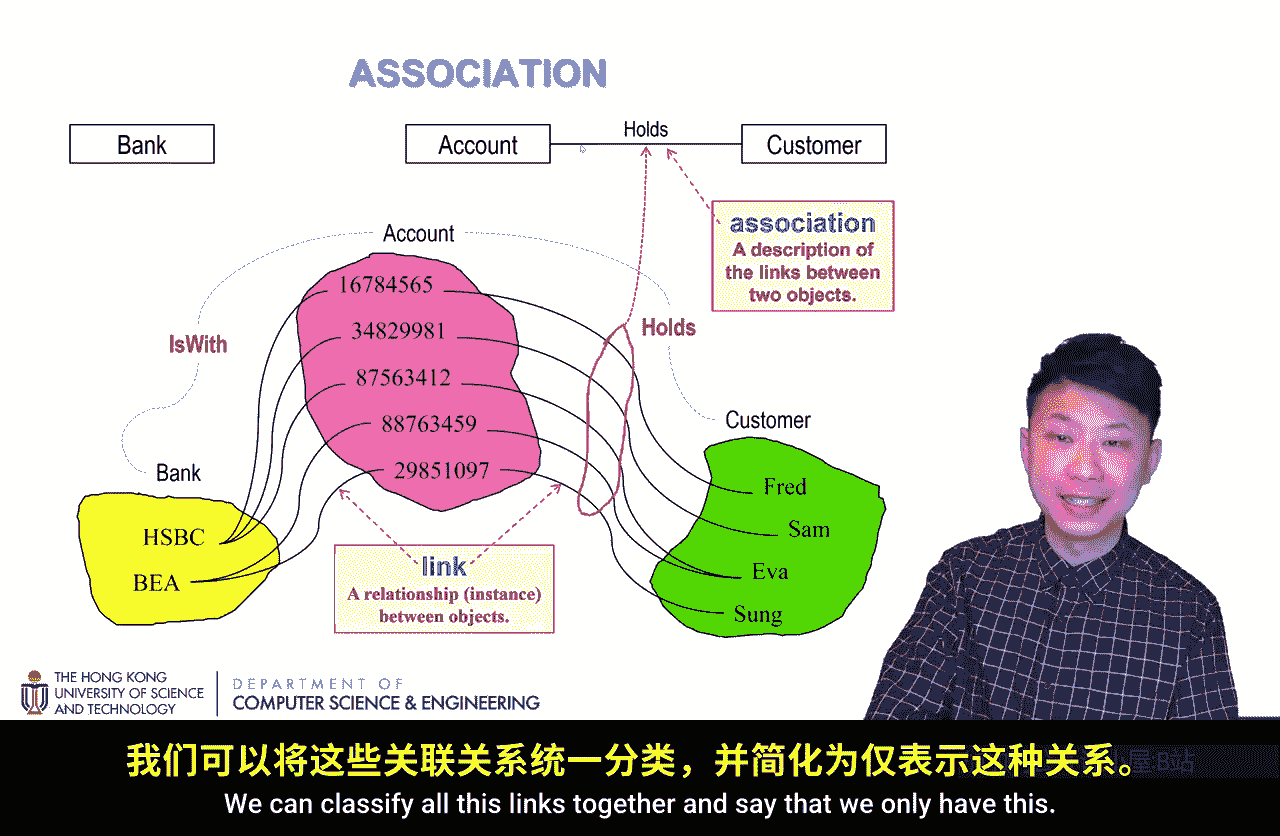 ASSOCIATION
Bank
Account
Holds
Customer
association
A description of
the links between
two objects.
Account
16784565
34829981
87563412
88763459
29851097
IsWith
Holds
Customer
Fred
Sam
Eva
Sung
Bank
HSBC
BEA
link
A relationship (instance)
between objects.
THE HONG KONG
UNIVERSITY OF SCIENCE
AND TECHNOLOGY
DEPARTMENT OF
COMPUTER SCIENCE & ENGINEERING
我们可以将这些关联关系统一分类，并简化为仅表示这种关系。
屋B站
We can classify all this links together and say that we only have this.